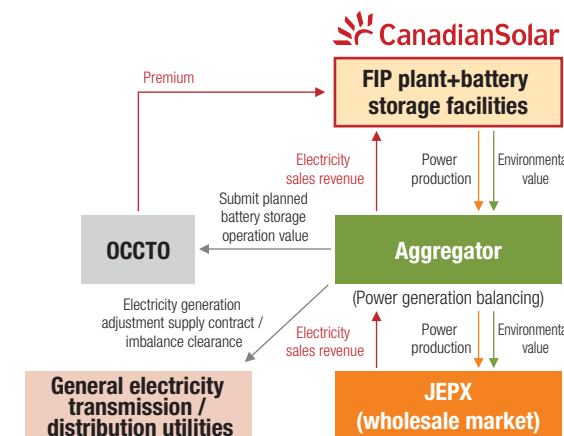 CanadianSolar
FIP plant+battery
storage facilities
Premium
Electricity
sales revenue
Power
production
Environmenta
value
Submit planned
battery storage
operation value
OCCTO
Aggregator
(Power generation balancing)
Electricity generation
adjustment supply contract /
imbalance clearance
Electricity
sales revenue
Power
production
Environmenta
value
General electricity
transmission /
distribution utilities
JEPX
(wholesale market)